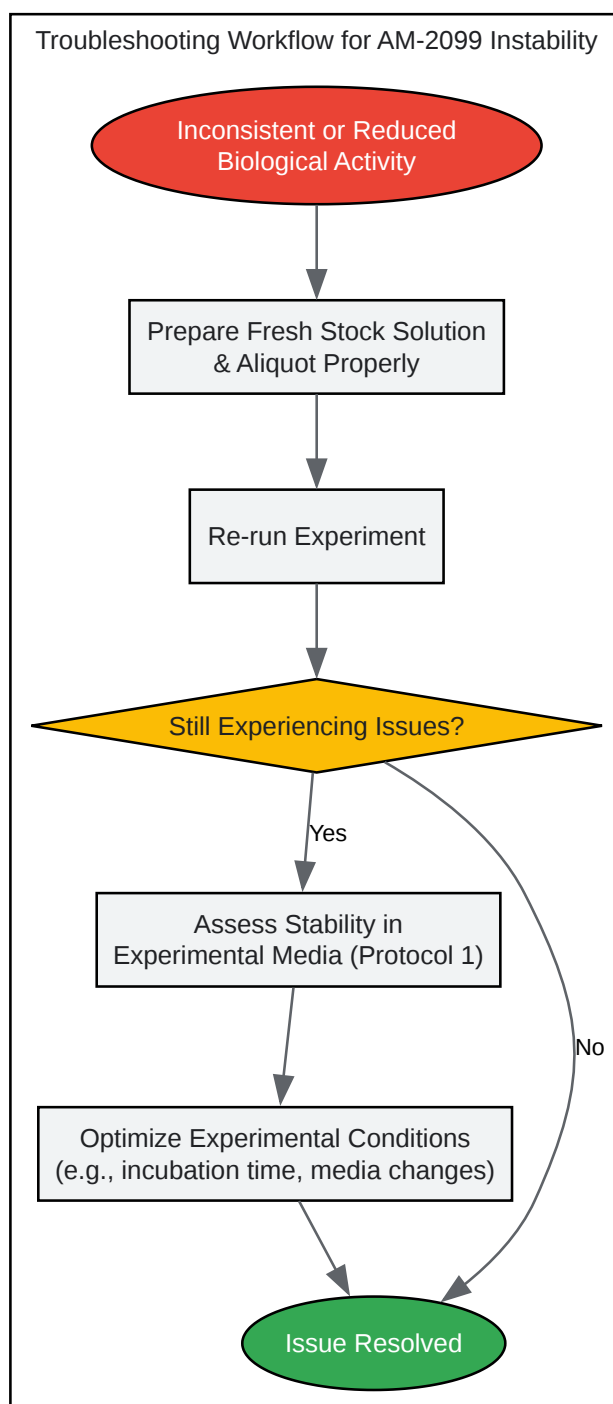 Troubleshooting Workflow for AM-2099 Instability
Inconsistent or Reduced
Biological Activity
Prepare Fresh Stock Solution
& Aliquot Properly
Re-run Experiment
Still Experiencing Issues?
Yes
Assess Stability in
Experimental Media (Protocol 1)
No
Optimize Experimental Conditions
(e.g., incubation time, media changes)
Issue Resolved